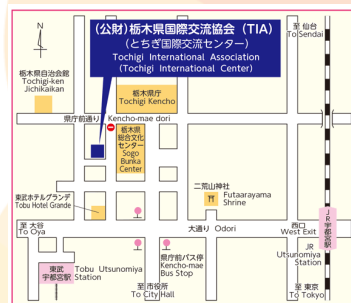 (公財)栃木県国際交流協会 (TIA)
(とちぎ国際交流センター)
Tochigi International Association
(Tochigi International Center)
至 仙台
To Sendai
N
栃木県自治会館
Tochigi-ken
Jichikaikan
栃木県庁
Tochigi Kencho
県庁前通り Kencho-mae dori
栃木県
総合文化
センター
Sogo
Bunka
Center
東武ホテルグランデ
Tobu Hotel Grande
二荒山神社
Futaarayama
Shrine
至 大谷
To Oya
大通り Odori
西口
West Exit
JR宇都宮駅
JR
Utsunomiya
Station
県庁前バス停
Kencho-mae
Bus Stop
東武
宇都宮
Tobu Utsunomiya
Station
至市役所
To City Hall
至 東京
To Tokyo